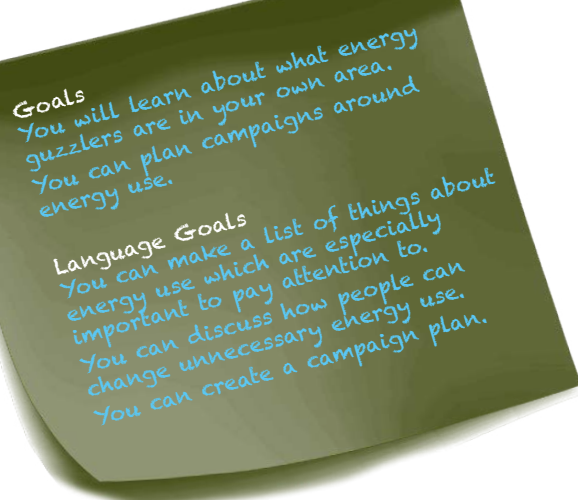 Goals
You will learn about what energy
guzzlers are in your own area.
You can plan campaigns around
energy use.
Language Goals
You can make a list of things about
energy use which are especially
important to pay attention to.
You can discuss how people can
change unnecessary energy use.
You can create a campaign plan.